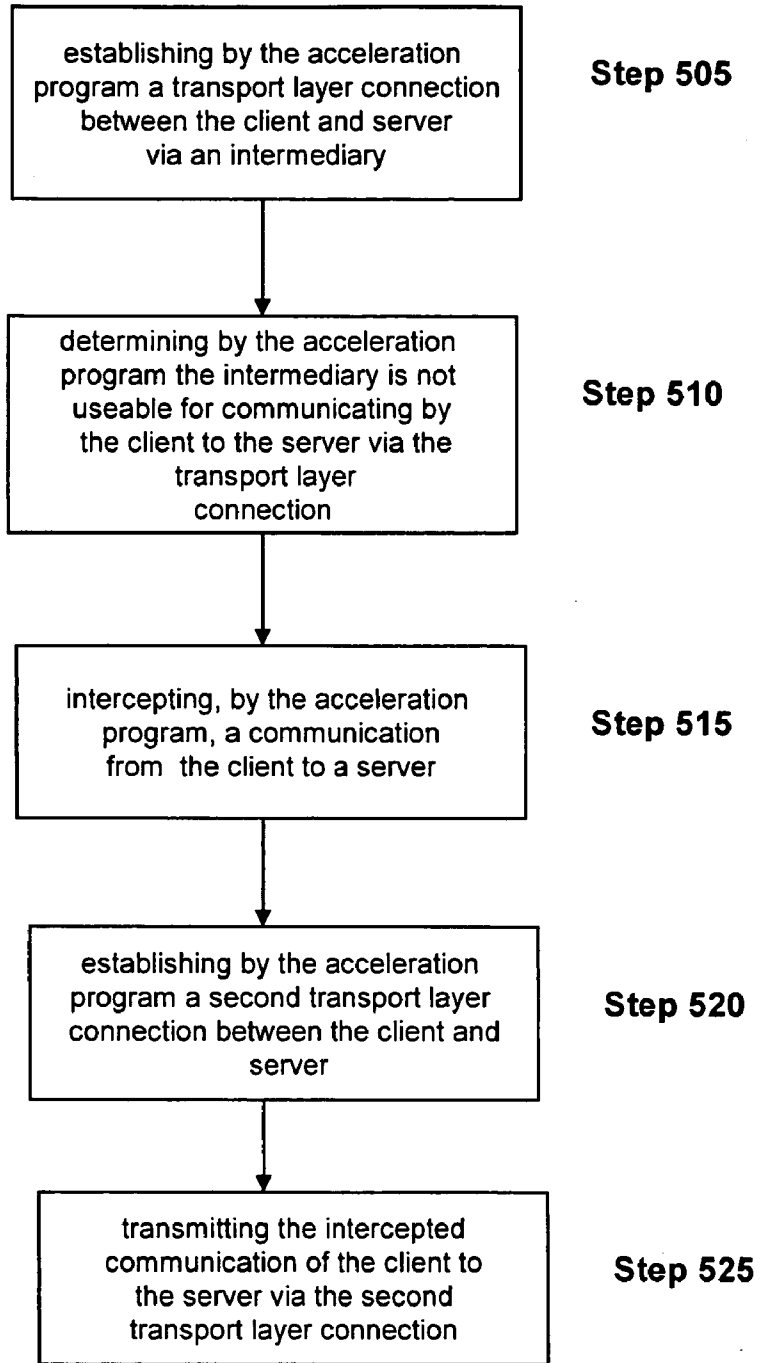 establishing by the acceleration
program a transport layer connection
between the client and server
via an intermediary
Step 505
determining by the acceleration
program the intermediary is not
useable for communicating by
the client to the server via the
transport layer
connection
Step 510
intercepting, by the acceleration
program, a communication
from the client to a server
Step 515
establishing by the acceleration
program a second transport layer
connection between the client and
server
Step 520
transmitting the intercepted
communication of the client to
the server via the second
transport layer connection
Step 525